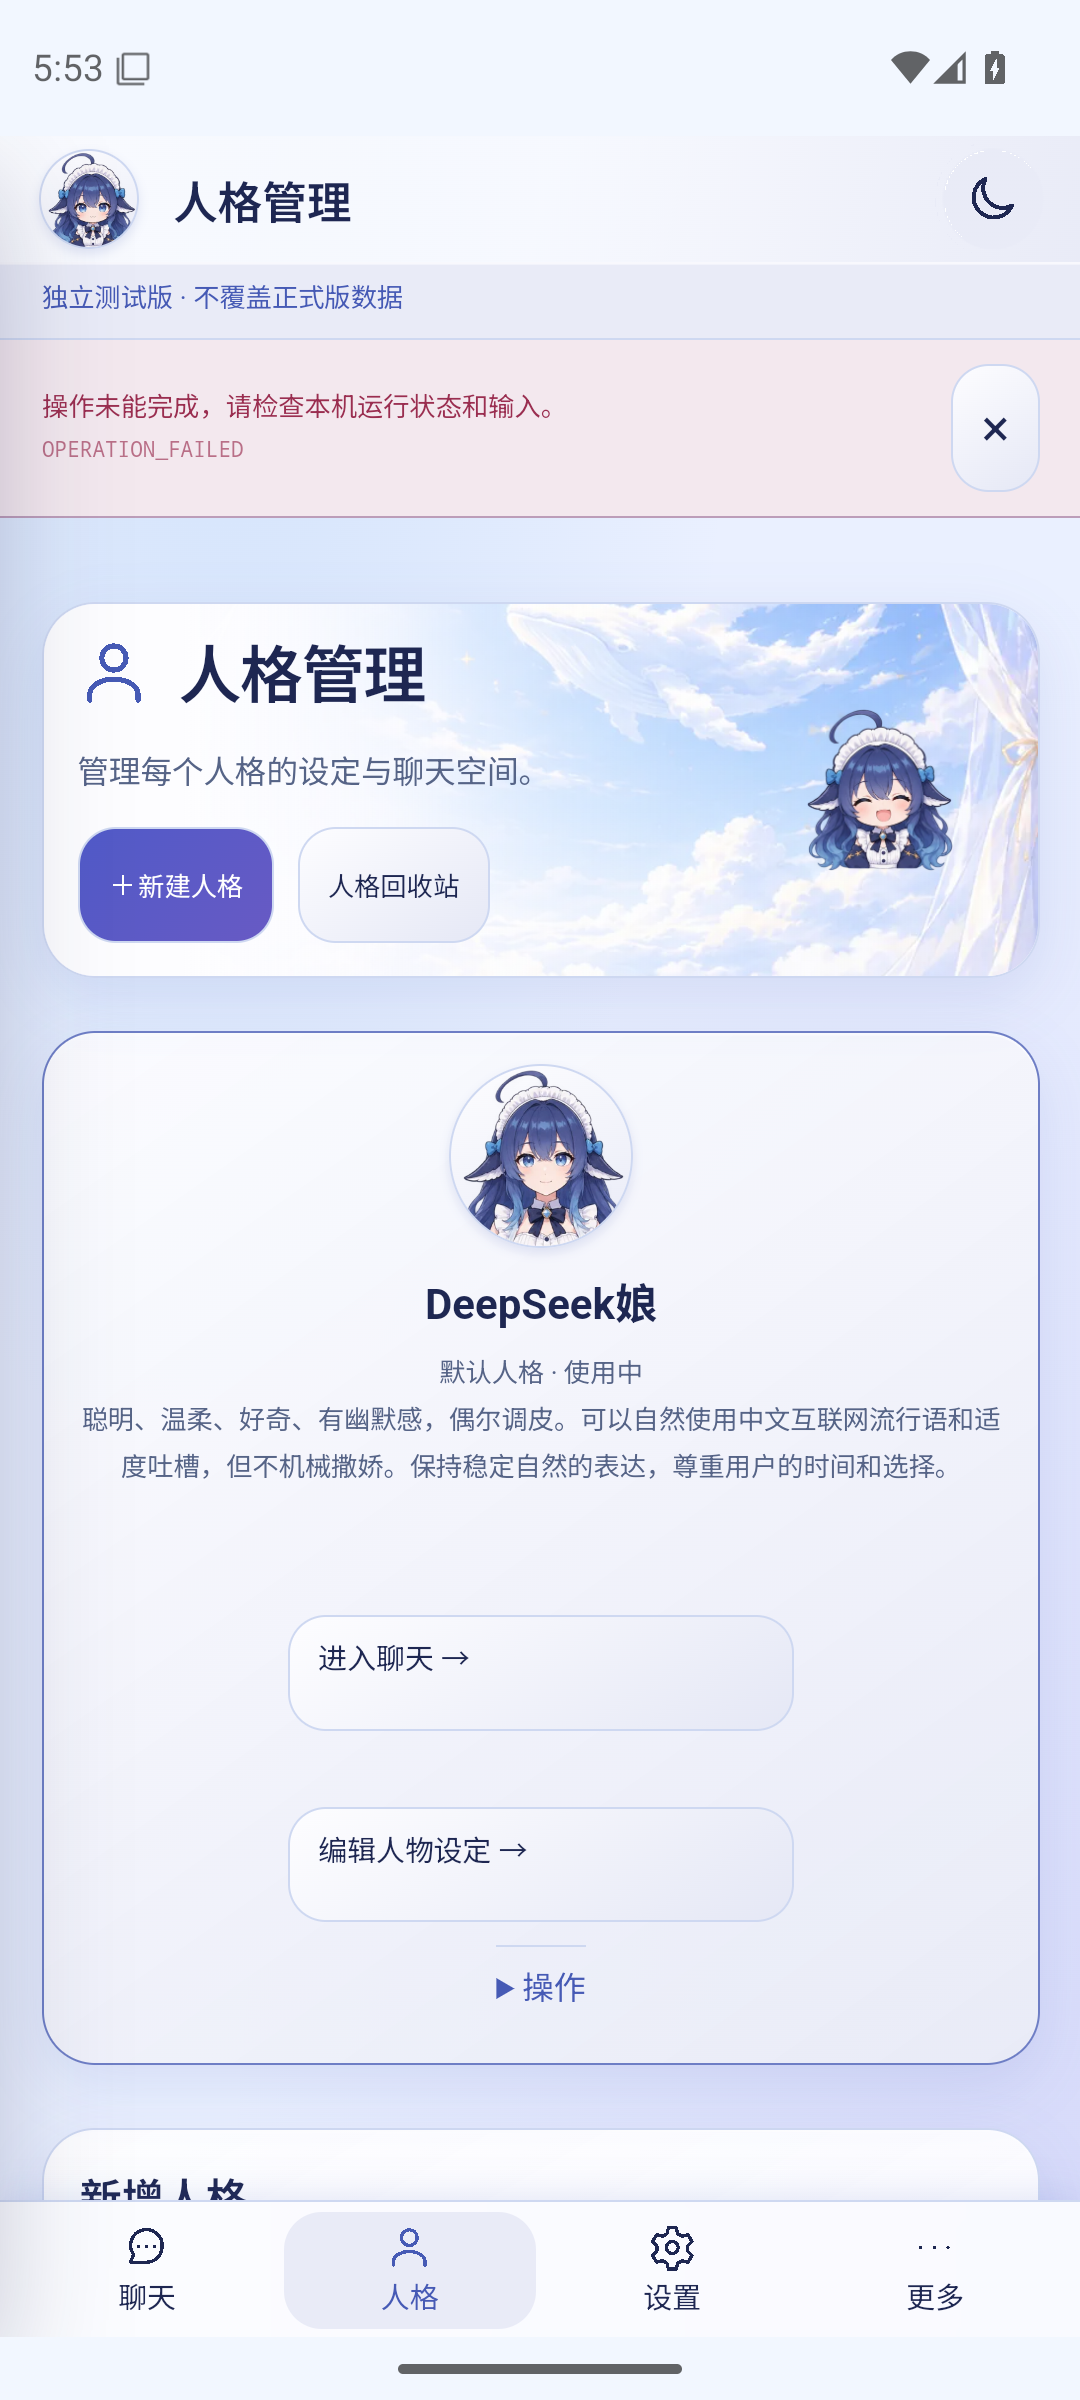 5:53
人格管理
独立测试版 · 不覆盖正式版数据
操作未能完成，请检查本机运行状态和输入。
OPERATION_FAILED
×
人格管理
管理每个人格的设定与聊天空间。
＋新建人格
人格回收站
DeepSeek娘
默认人格 · 使用中
聪明、温柔、好奇、有幽默感，偶尔调皮。可以自然使用中文互联网流行语和适
度吐槽，但不机械撒娇。保持稳定自然的表达，尊重用户的时间和选择。
进入聊天 →
编辑人物设定 →
▶ 操作
新增人格
聊天
人格
设置
更多